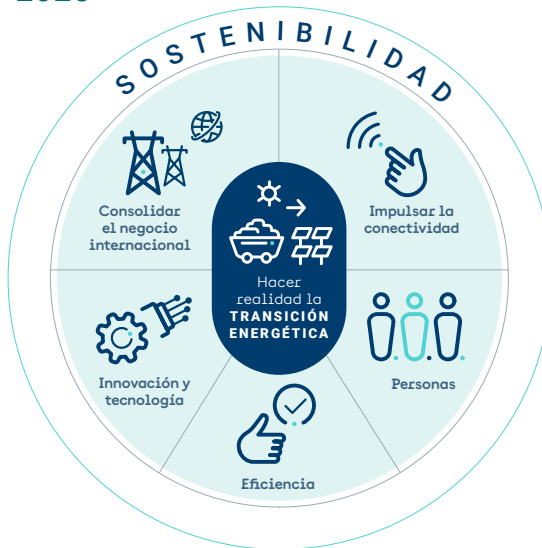 SOSTENIBILIDAD
Consolidar
el negocio
internacional
Impulsar la
conectividad
Hacer
realidad la
TRANSICIÓN
ENERGÉTICA
Innovación y
tecnología
Personas
Eficiencia